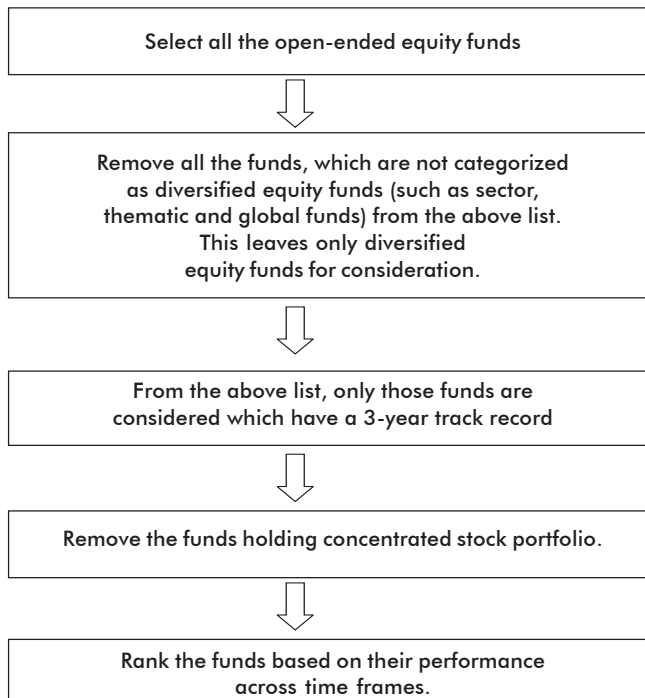 Select all the open-ended equity funds
Remove all the funds, which are not categorized
as diversified equity funds (such as sector,
thematic and global funds) from the above list.
This leaves only diversified
equity funds for consideration.
From the above list, only those funds are
considered which have a 3-year track record
Remove the funds holding concentrated stock portfolio.
Rank the funds based on their performance
across time frames.